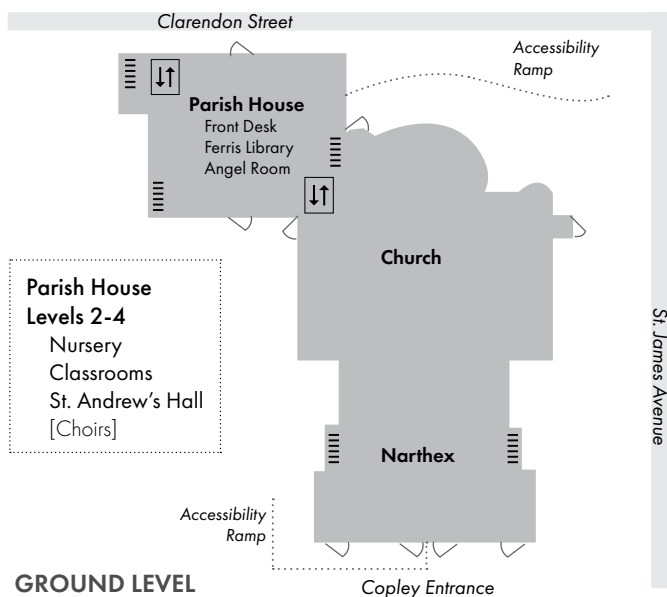 Clarendon Street
Accessibility
Ramp
Parish House
Front Desk
Ferris Library
Angel Room
Church
Parish House
Levels 2-4
Nursery
Classrooms
St. Andrew’s Hall
[Choirs]
St. James Avenue
Narthex
Accessibility
Ramp
GROUND LEVEL
Copley Entrance